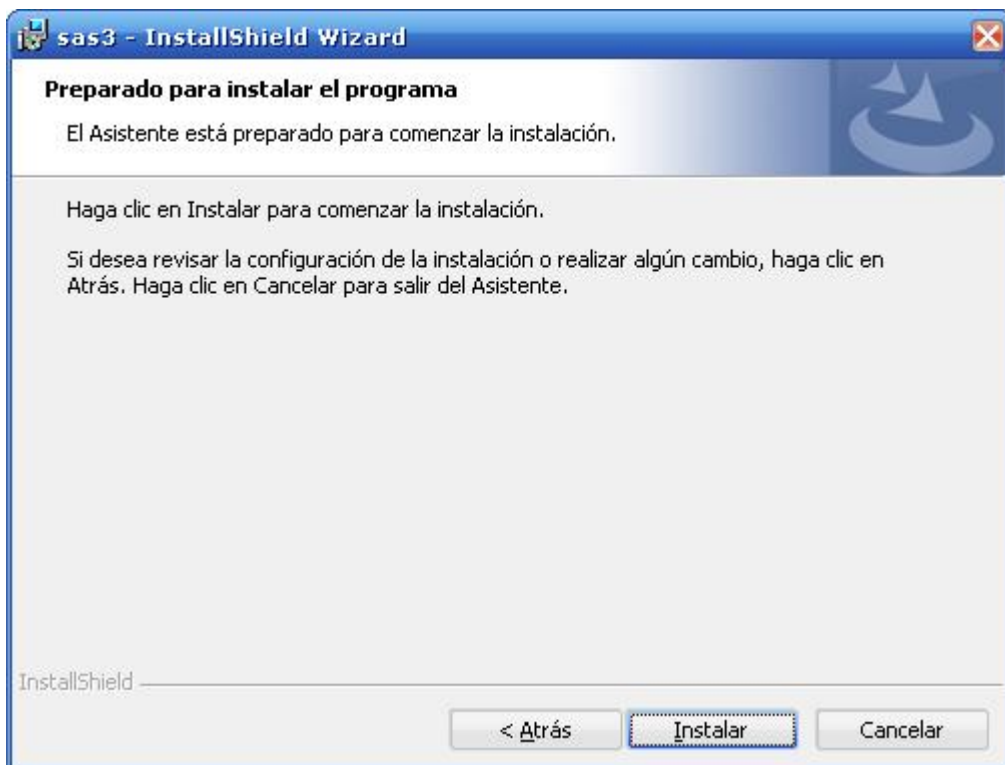 sas3 - InstallShield Wizard
Preparado para instalar el programa
El Asistente está preparado para comenzar la instalación.
Haga clic en Instalar para comenzar la instalación.
Si desea revisar la configuración de la instalación o realizar algún cambio, haga clic en
Atrás. Haga clic en Cancelar para salir del Asistente.
InstallShield
< Atrás
Instalar
Cancelar